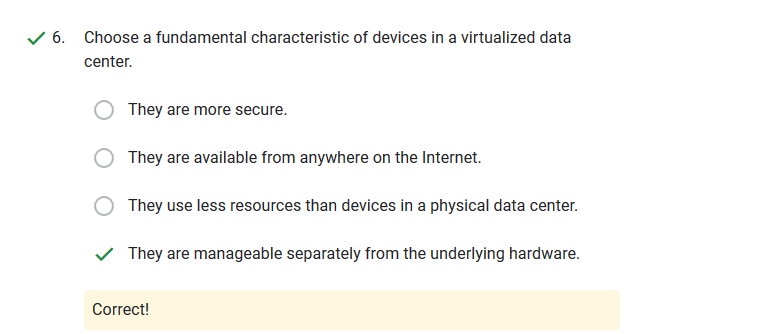 6. Choose a fundamental characteristic of devices in a virtualized data
center.
They are more secure.
They are available from anywhere on the Internet.
They use less resources than devices in a physical data center.
They are manageable separately from the underlying hardware.
Correct!